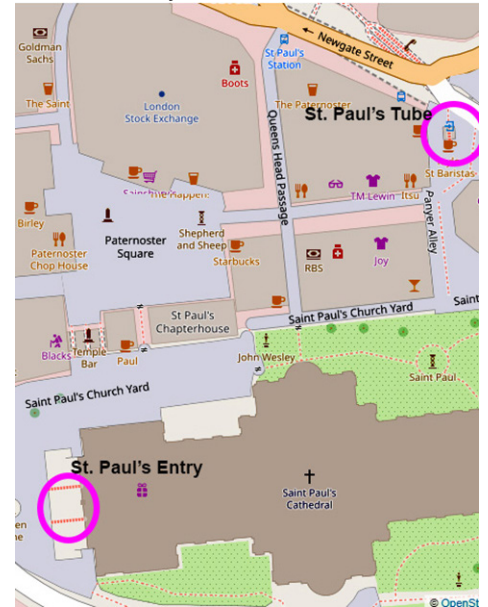 Goldman
Sachs
← Newgate Street
St Paul's
Station
Boots
The Saint
London
Stock Exchange
The Paternoster
St. Paul's Tube
St Baristas
Queens Head Passage
TM Lewin
Itsu
Panyer Alley
Birley
Paternoster
Chop House
Paternoster
Square
Shepherd
and Sheep
Starbucks
RBS
Joy
St Paul's
Chapterhouse
Saint Paul's Church Yard
Saint
Blacks
Temple
Bar
Paul
John Wesley
Saint Paul
Saint Paul's Church Yard
St. Paul's Entry
Saint Paul's
Cathedral
© OpenSt